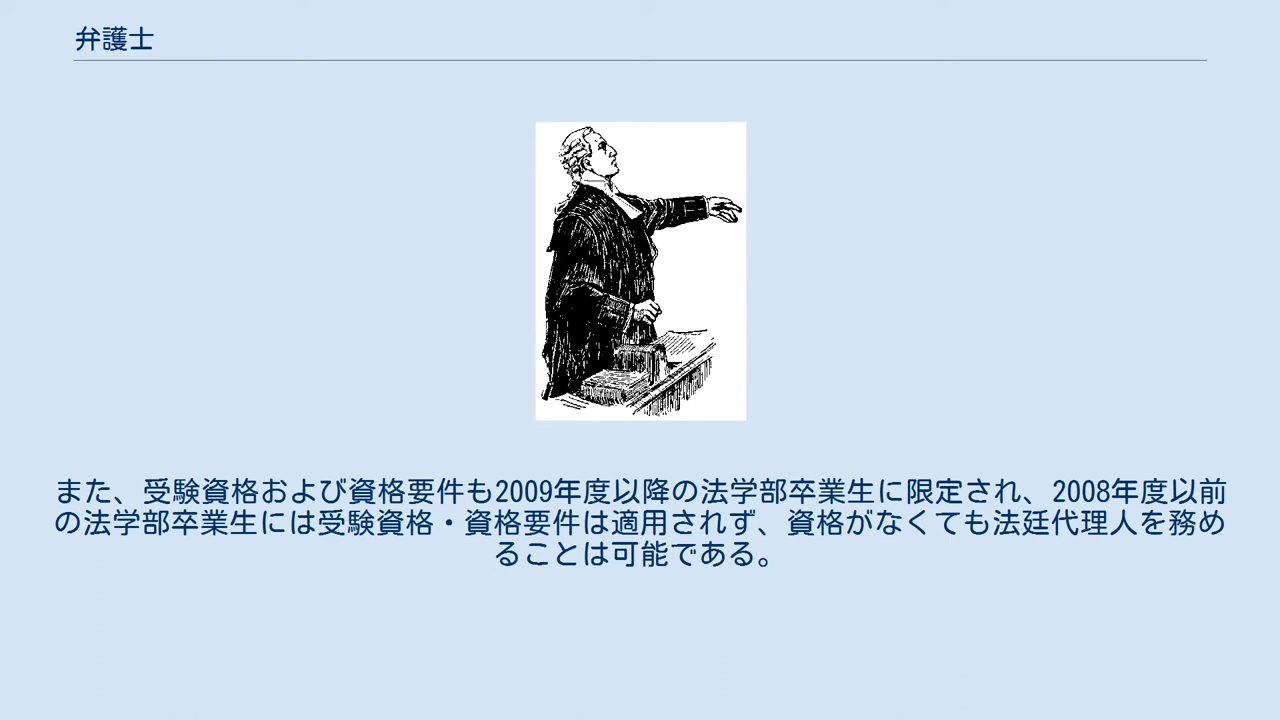 弁護士
また、受験資格および資格要件も2009年度以降の法学部卒業生に限定され、2008年度以前
の法学部卒業生には受験資格・資格要件は適用されず、資格がなくても法廷代理人を務め
ることは可能である。